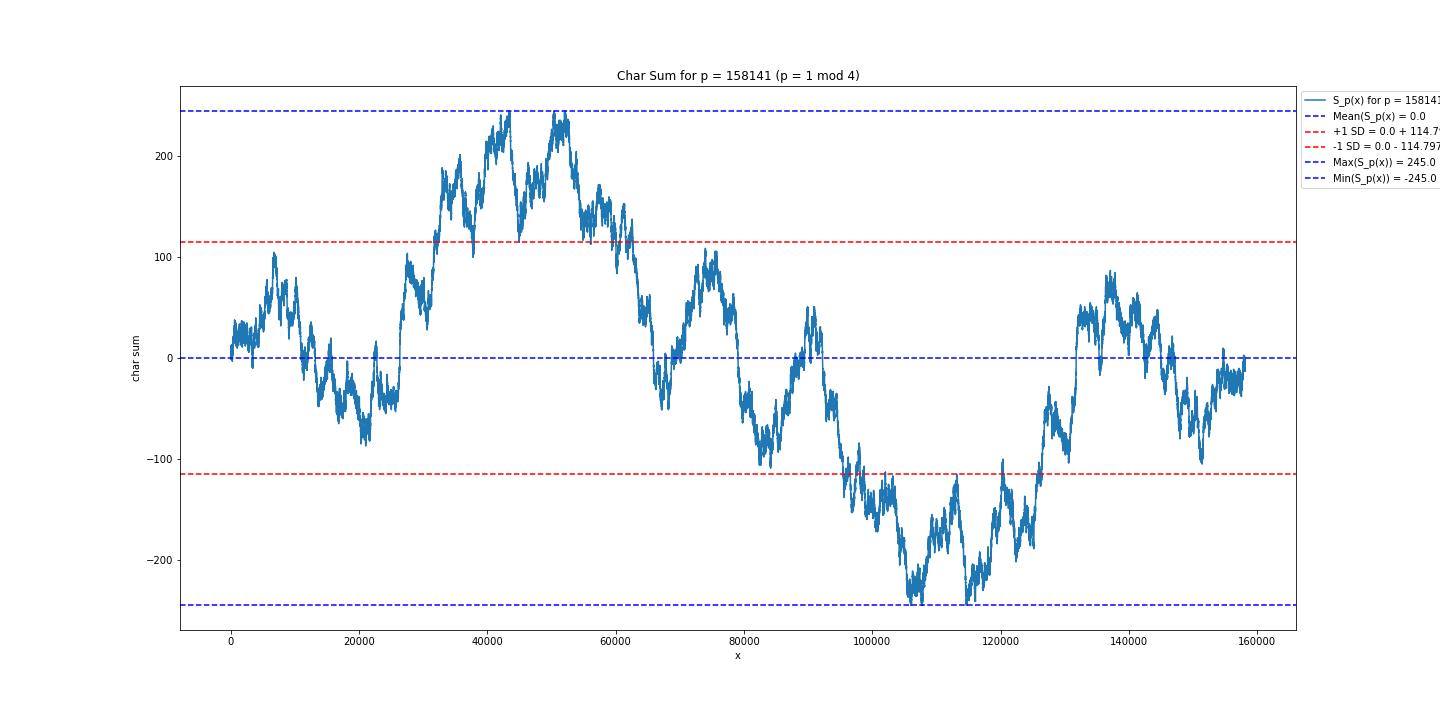 Char Sum for p = 158141 (p = 1 mod 4)
S_p(x) for p = 158141
Mean(S_p(x) = 0.0
+1 SD = 0.0 + 114.79
-1 SD = 0.0 - 114.797
Max(S_p(x)) = 245.0
Min(S_p(x)) = -245.0
200
100
0
−100
−200
char sum
0 20000 40000 60000 80000 100000 120000 140000 160000
x